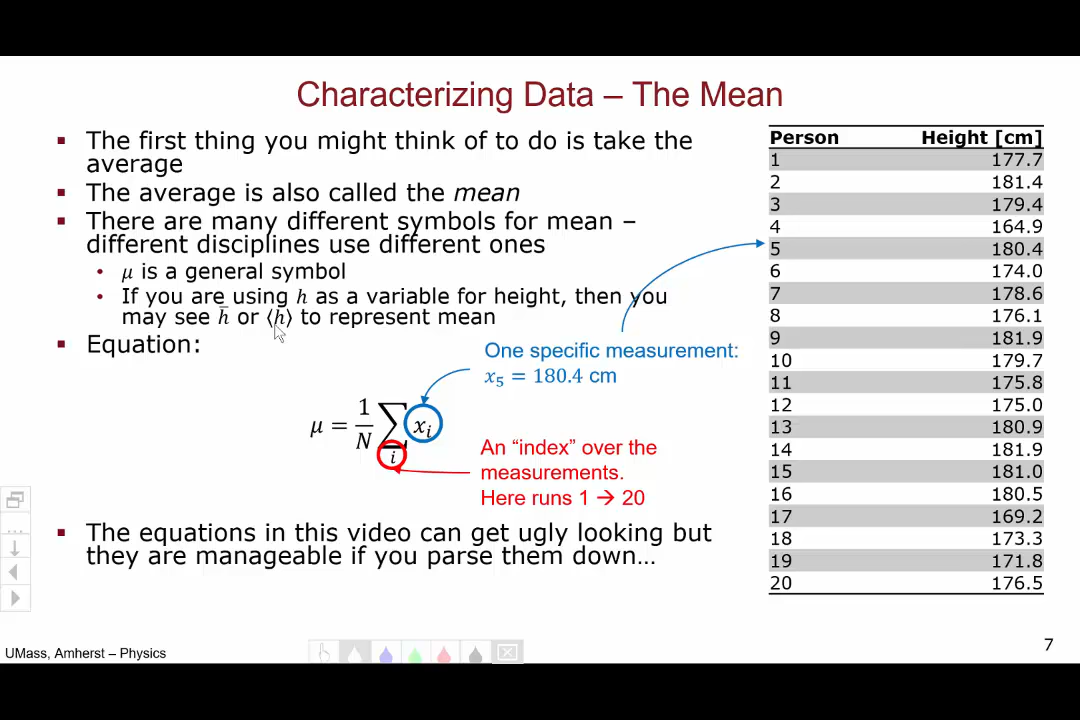 Characterizing Data – The Mean
▪ The first thing you might think of to do is take the
average
▪ The average is also called the mean
▪ There are many different symbols for mean –
different disciplines use different ones
• μ is a general symbol
• If you are using h as a variable for height, then you
may see h̄ or ⟨h⟩ to represent mean
▪ Equation:
One specific measurement:
x₅ = 180.4 cm
μ = 1/N ∑ᵢ xᵢ
An “index” over the
measurements.
Here runs 1 → 20
▪ The equations in this video can get ugly looking but
they are manageable if you parse them down…
Person Height [cm]
1 177.7
2 181.4
3 179.4
4 164.9
5 180.4
6 174.0
7 178.6
8 176.1
9 181.9
10 179.7
11 175.8
12 175.0
13 180.9
14 181.9
15 181.0
16 180.5
17 169.2
18 173.3
19 171.8
20 176.5
UMass, Amherst – Physics
7